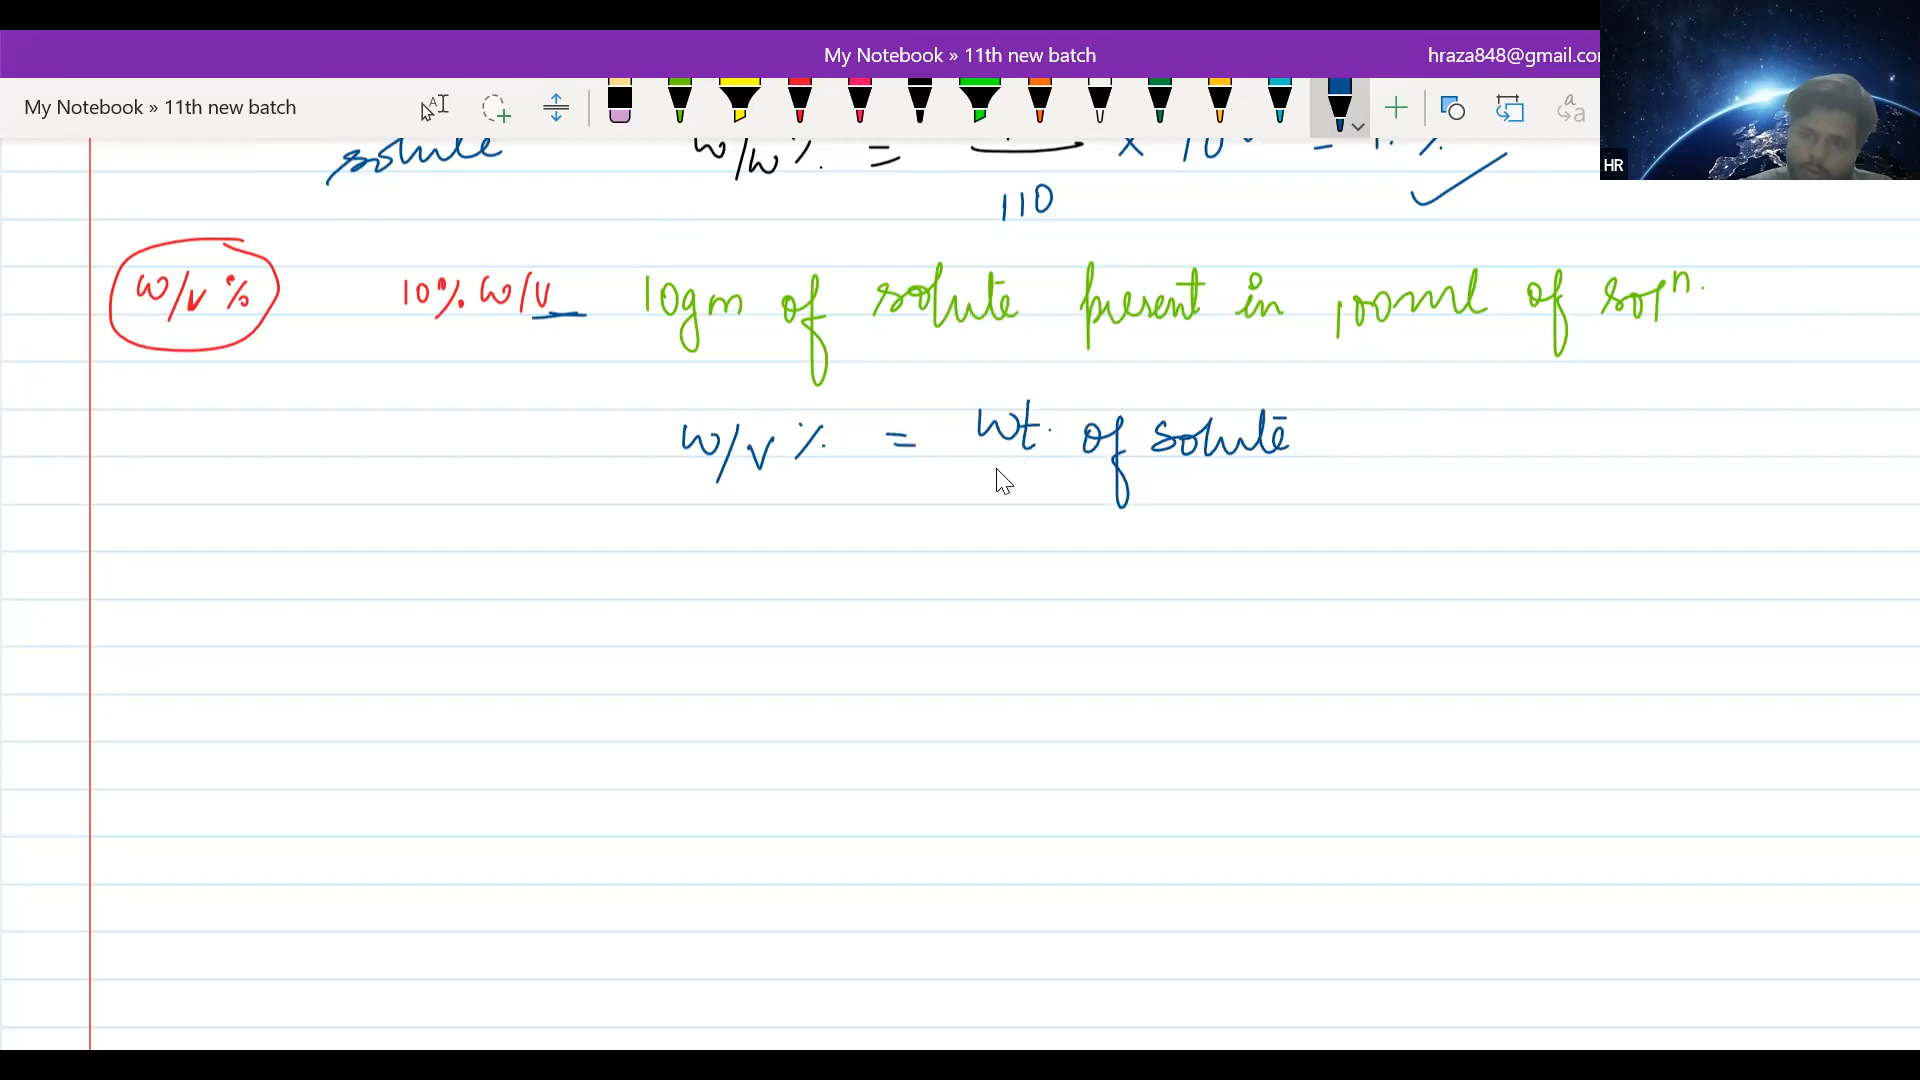 My Notebook » 11th new batch
hraza848@gmail.co
My Notebook » 11th new batch
HR
solute w/w %. = × 10
110
w/v % 10% w/v 10gm of solute present in 100ml of solⁿ.
w/v % = wt. of solute